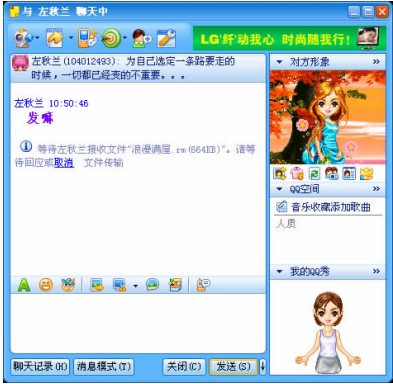 与 左秋兰 聊天中
LG'纤'动我心 时尚随我行!
左秋兰(104012493): 为自己选定一条路要走的
时候，一切都已经变的不重要。。。
左秋兰 10:50:46
发嘛
等待左秋兰接收文件"浪漫满屋.rm(664KB)"。请等
待回应或取消 文件传输
聊天记录(H) 消息模式(T) 关闭(C) 发送(S)
对方形象 »
QQ空间 »
音乐收藏添加歌曲
人质
我的QQ秀 »